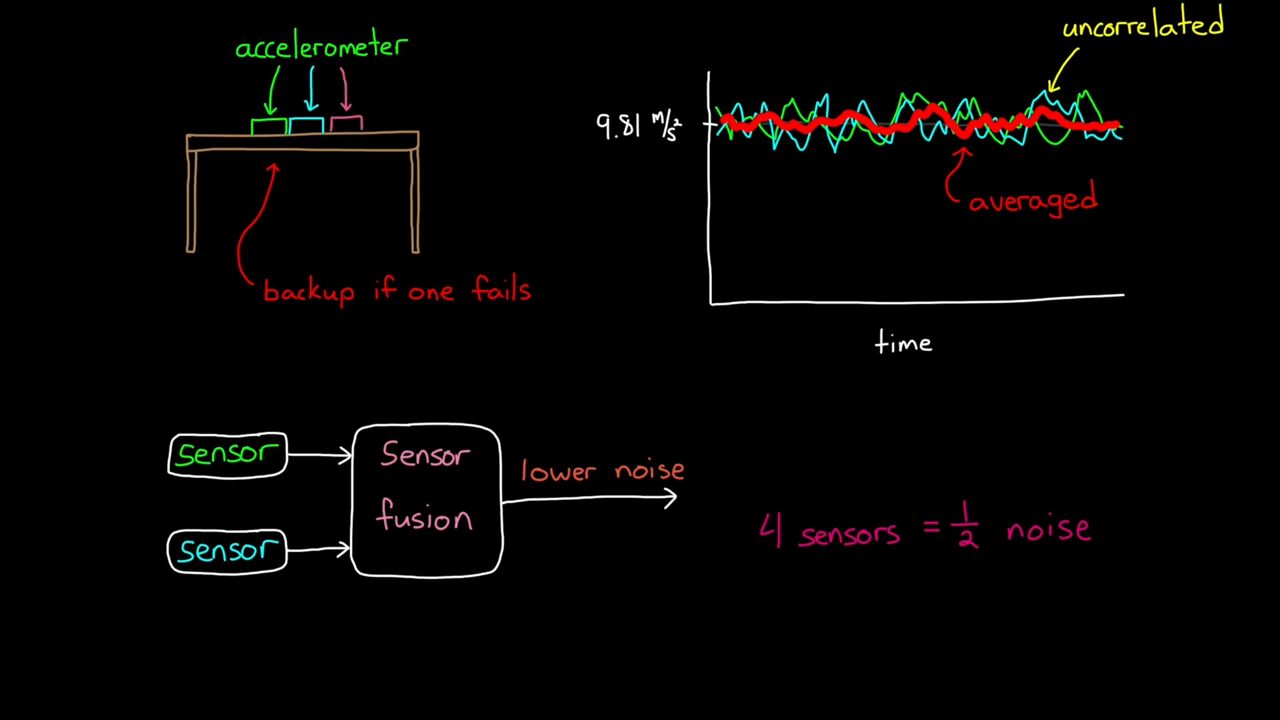 accelerometer
backup if one fails
uncorrelated
9.81 m/s²
averaged
time
sensor
sensor
Sensor
fusion
lower noise
4 sensors = 1/2 noise